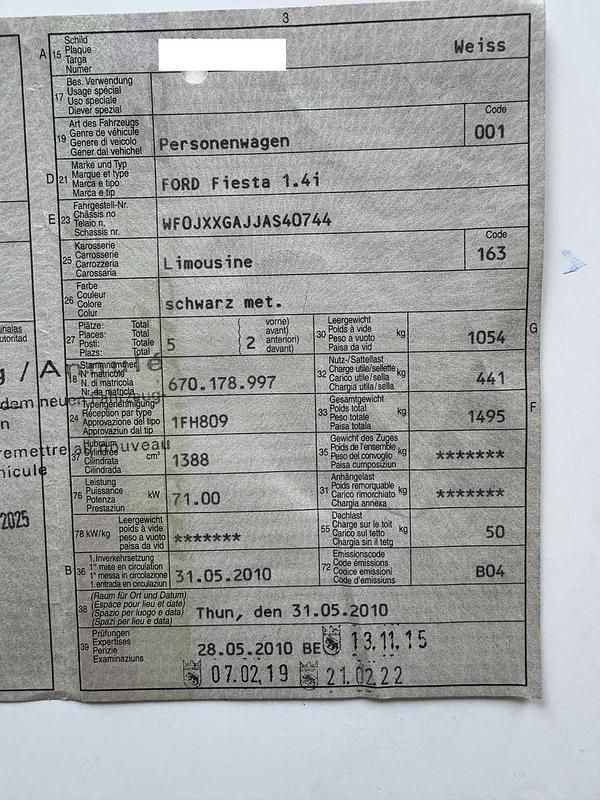 3
A 15 Schild
Plaque
Targa
Numer
Weiss
17 Bes. Verwendung
Usage spécial
Uso speciale
Diever spezial
19 Art des Fahrzeugs
Genre de véhicule
Genere di veicolo
Gener dal vehichel
Personenwagen
Code
001
D 21 Marke und Typ
Marque et type
Marca e tipo
Marca e tip
FORD Fiesta 1.4i
E 23 Fahrgestell-Nr.
Châssis no
Telaio n.
Schassis nr.
WF0JXXGAJJAS40744
25 Karosserie
Carrosserie
Carrozzeria
Carossaria
Limousine
Code
163
26 Farbe
Couleur
Colore
Colur
schwarz met.
27 Plätze: Total
Places: Total
Posti: Totale
Plazs: Total
5
2
vorne)
avant)
anteriori)
davant)
30 Leergewicht
Poids à vide
Peso a vuoto
Paisa da vid
kg
1054
G
18 Stammnummer
N° matricule
N. di matricola
Nr. da matricla
670.178.997
32 Nutz-/Sattellast
Charge utile/sellette
Carico utile/sella
Chargia utila/sella
kg
441
24 Typengenehmigung
Réception par type
Approvazione del tipo
Approvaziun dal tip
1FH809
33 Gesamtgewicht
Poids total
Peso totale
Paisa totala
kg
1495
F
37 Hubraum
Cylindrée
Cilindrata
Cilindrada
cm³
1388
35 Gewicht des Zuges
Poids de l'ensemble
Peso del convoglio
Paisa cumposiziun
kg
*******
76 Leistung
Puissance
Potenza
Prestaziun
kW
71.00
31 Anhängelast
Poids remorquable
Carico rimorchiato
Chargia annexa
kg
*******
78 kW/kg
Leergewicht
poids à vide
peso a vuoto
paisa da vid
*******
55 Dachlast
Charge sur le toit
Carico sul tetto
Chargia sin il tetg
kg
50
B 36 1. Inverkehrsetzung
1re mise en circulation
1a messa in circolazione
1. entrada en circulaziun
31.05.2010
72 Emissionscode
Code émissions
Codice emissioni
Code d'emissiuns
B04
38 (Raum für Ort und Datum)
(Espace pour lieu et date)
(Spazio per luogo e data)
(Spazi per lieu e data)
Thun, den 31.05.2010
39 Prüfungen
Expertises
Perizie
Examinaziuns
28.05.2010 BE 13.11.15
07.02.19 21.02.22
dem neuen
remettre au nouveau
hicule
2025